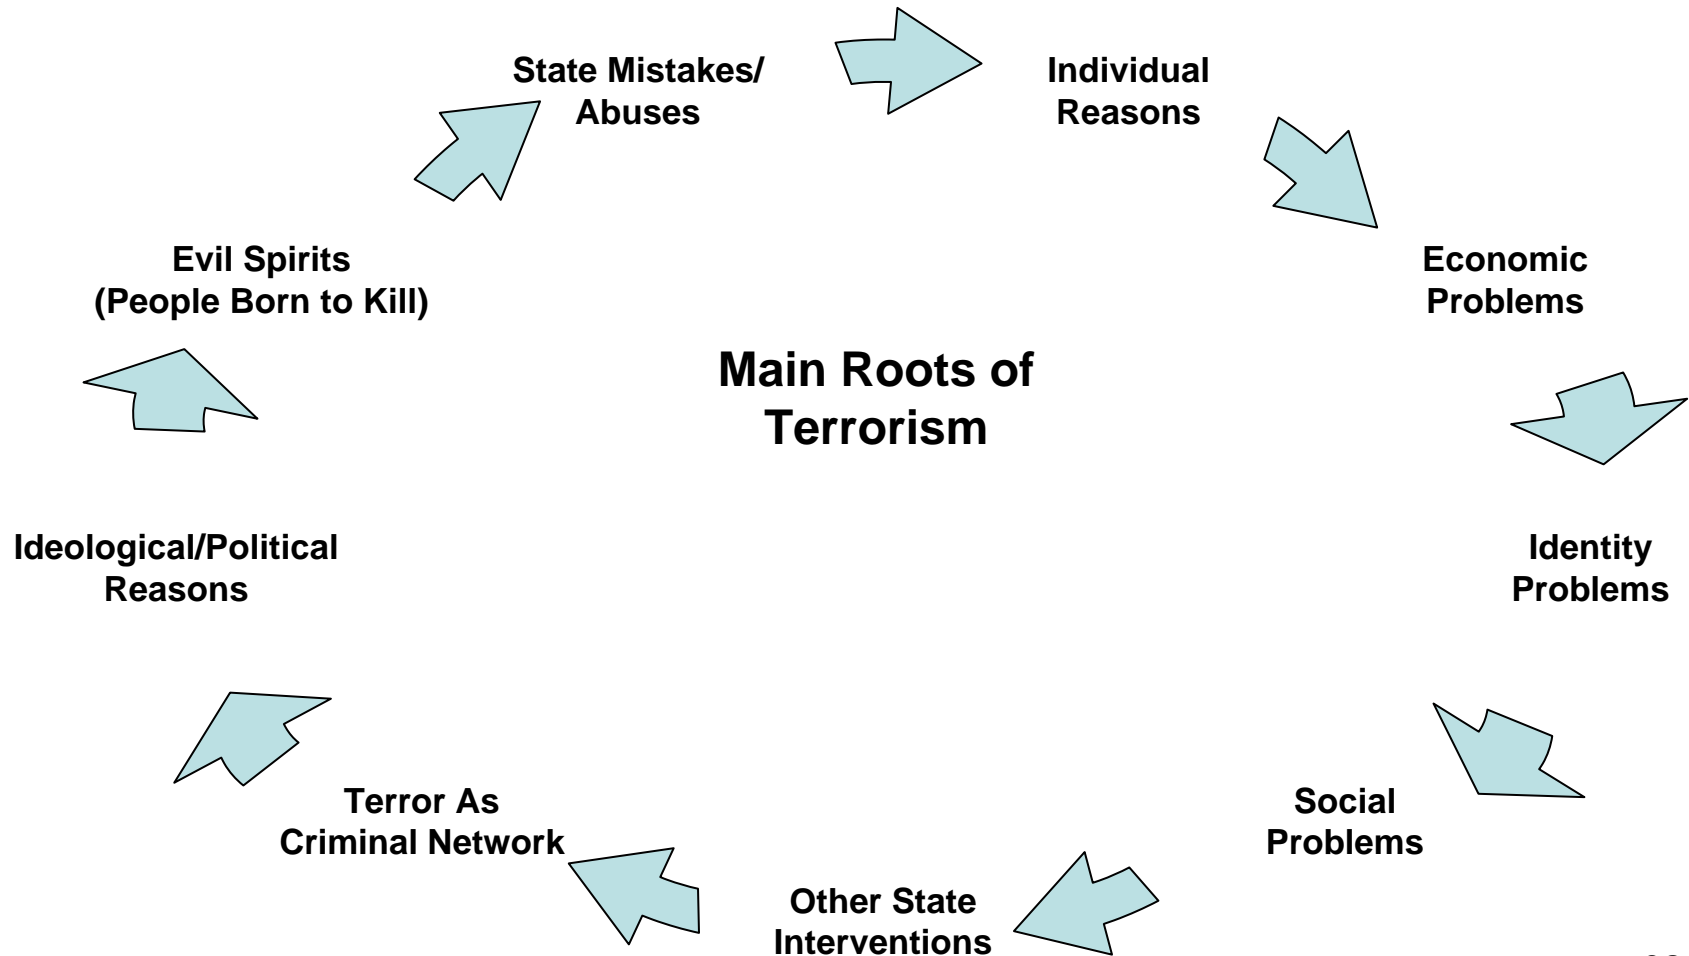 State Mistakes/
Abuses
Individual
Reasons
Economic
Problems
Identity
Problems
Social
Problems
Other State
Interventions
Terror As
Criminal Network
Ideological/Political
Reasons
Evil Spirits
(People Born to Kill)
Main Roots of
Terrorism